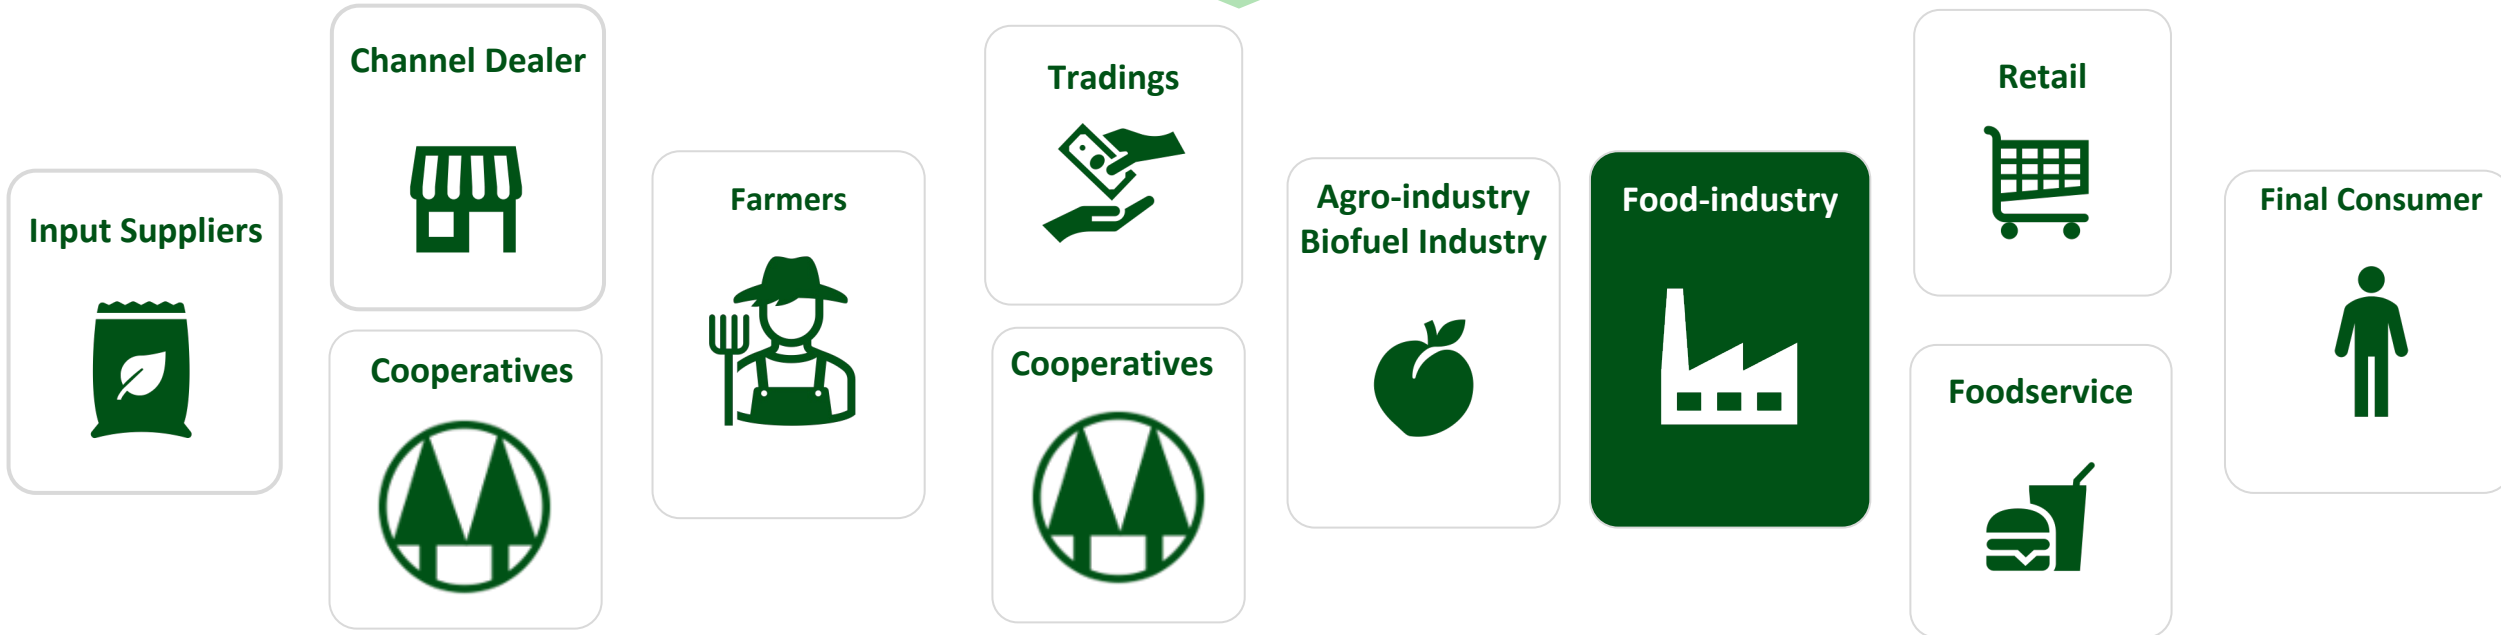 Input Suppliers
Channel Dealer
Cooperatives
Farmers
Tradings
Cooperatives
Agro-industry
Biofuel Industry
Food-industry
Retail
Foodservice
Final Consumer